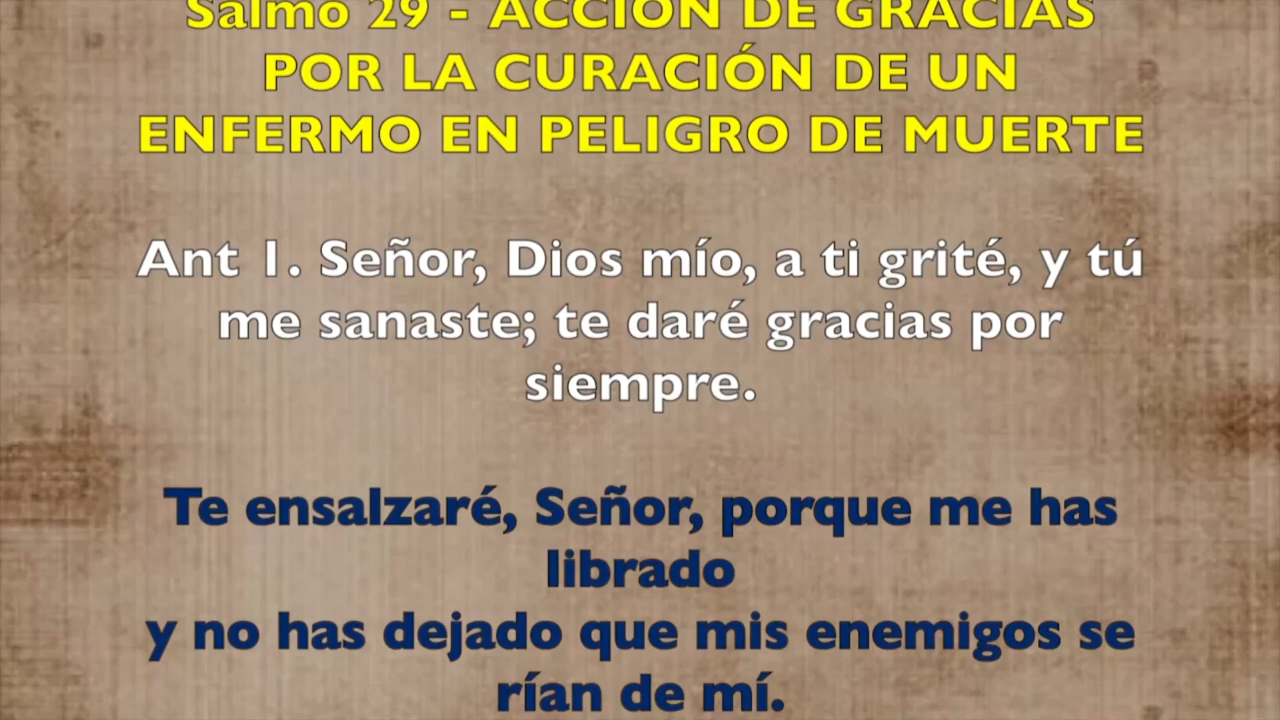 Salmo 29 - ACCIÓN DE GRACIAS
POR LA CURACIÓN DE UN
ENFERMO EN PELIGRO DE MUERTE
Ant 1. Señor, Dios mío, a ti grité, y tú
me sanaste; te daré gracias por
siempre.
Te ensalzaré, Señor, porque me has
librado
y no has dejado que mis enemigos se
rían de mí.